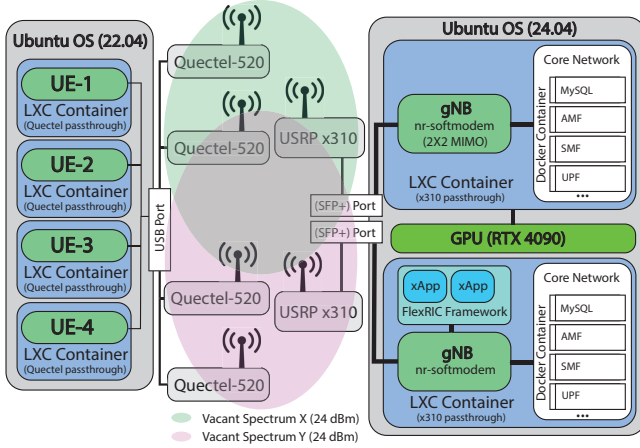 Ubuntu OS (22.04)
UE-1
LXC Container
(Quectel passthrough)
UE-2
LXC Container
(Quectel passthrough)
UE-3
LXC Container
(Quectel passthrough)
UE-4
LXC Container
(Quectel passthrough)
USB Port
Quectel-520
Quectel-520
Quectel-520
Quectel-520
USRP x310
USRP x310
(SFP+) Port
(SFP+) Port
Vacant Spectrum X (24 dBm)
Vacant Spectrum Y (24 dBm)
Ubuntu OS (24.04)
gNB
nr-softmodem
(2X2 MIMO)
LXC Container
(x310 passthrough)
Docker Container
Core Network
MySQL
AMF
SMF
UPF
...
GPU (RTX 4090)
xApp
xApp
FlexRIC Framework
gNB
nr-softmodem
LXC Container
(x310 passthrough)
Docker Container
Core Network
MySQL
AMF
SMF
UPF
...